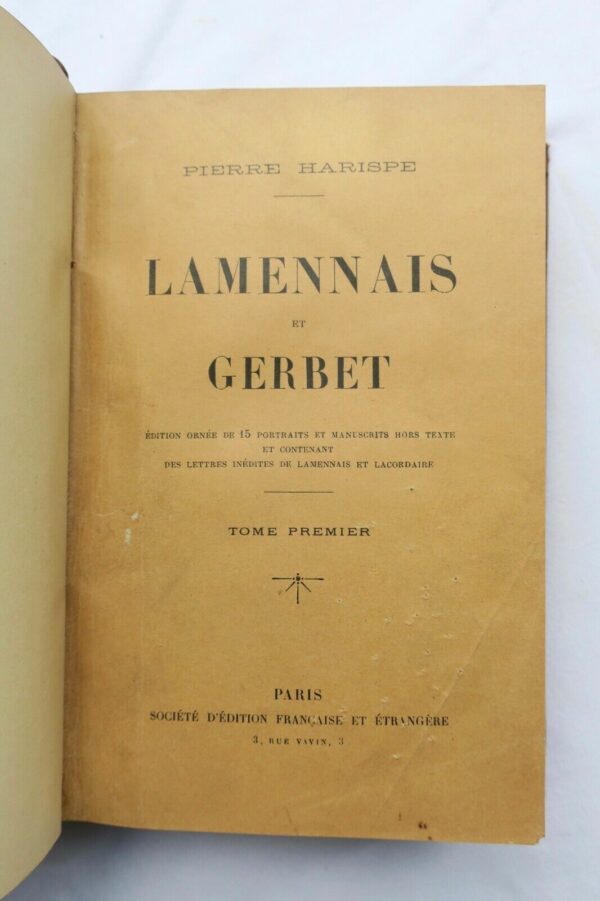 PIERRE HARISPE
LAMENNAIS
ET
GERBET
ÉDITION ORNÉE DE 15 PORTRAITS ET MANUSCRITS HORS TEXTE
ET CONTENANT
DES LETTRES INÉDITES DE LAMENNAIS ET LACORDAIRE
TOME PREMIER
PARIS
SOCIÉTÉ D'ÉDITION FRANÇAISE ET ÉTRANGÈRE
3, RUE VAVIN, 3